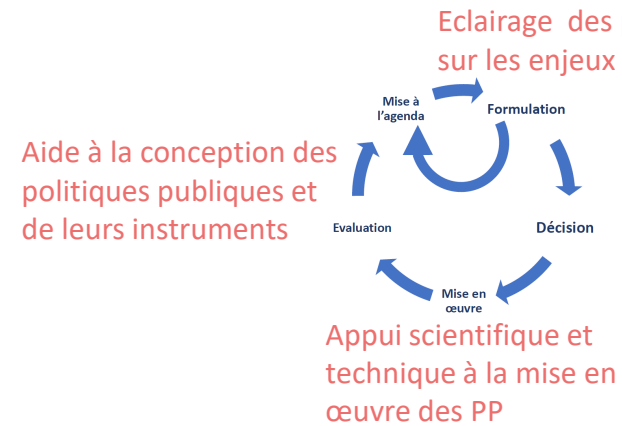 Eclairage des
sur les enjeux
Mise à
l'agenda
Formulation
Aide à la conception des
politiques publiques et
de leurs instruments
Evaluation
Décision
Mise en
œuvre
Appui scientifique et
technique à la mise en
œuvre des PP